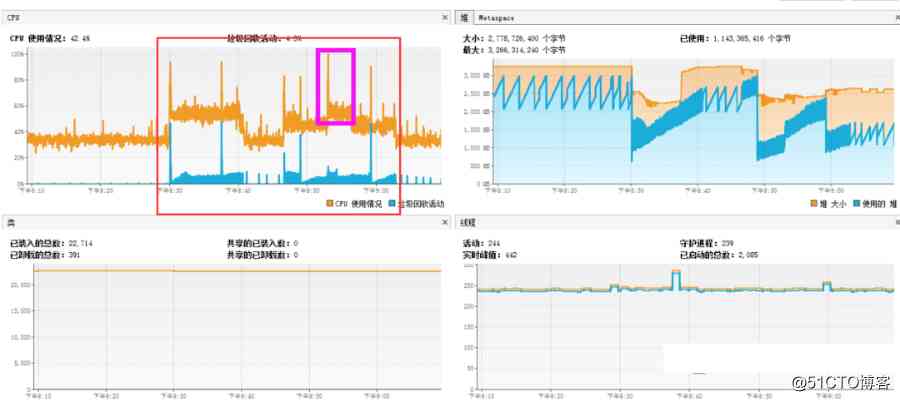 CPU
CPU 使用情况: 42.4%
垃圾回收活动: 4.9%
120%
80%
60%
40%
20%
0%
下午8:10
下午8:20
下午8:30
下午8:40
下午8:50
下午9:00
CPU 使用情况
垃圾回收活动
堆
Metaspace
大小: 2,778,726,400 个字节
已使用: 1,143,365,416 个字节
最大: 3,266,314,240 个字节
3,000 MB
2,500 MB
2,000 MB
1,500 MB
1,000 MB
500 MB
0 MB
下午8:10
下午8:20
下午8:30
下午8:40
下午8:50
下午9:00
堆 大小
使用的 堆
类
已装入的总数: 22,714
共享的已装入数: 0
已卸载的总数: 391
共享的已卸载数: 0
20,000
15,000
10,000
5,000
0
下午8:10
下午8:20
下午8:30
下午8:40
下午8:50
下午9:00
线程
活动: 244
守护进程: 239
实时峰值: 442
已启动的总数: 2,085
300
250
200
150
100
50
0
下午8:10
下午8:20
下午8:30
下午8:40
下午8:50
下午9:00
@51CTO博客